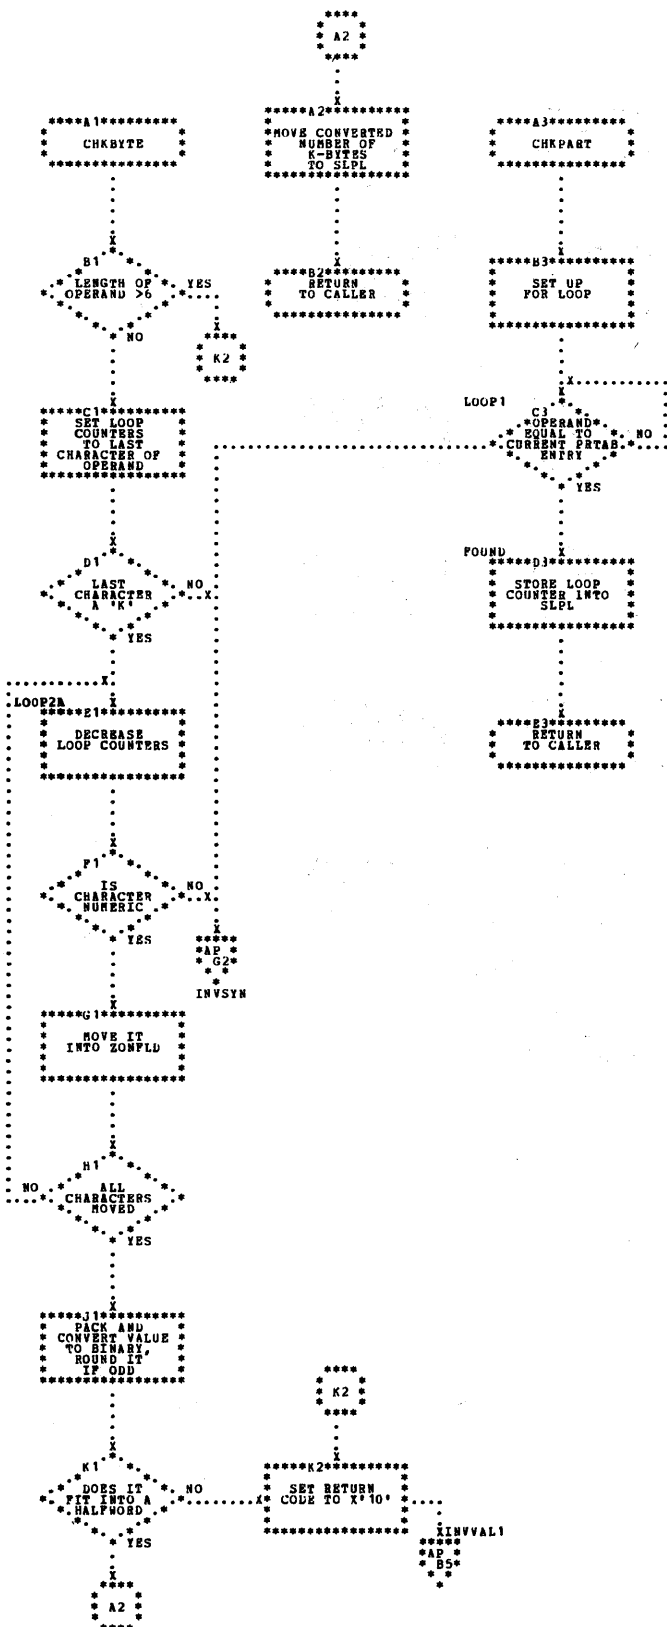 A2
A1
CHKBYTE
A2
MOVE CONVERTED
NUMBER OF
K-BYTES
TO SLPL
A3
CHKPART
B1
LENGTH OF
OPERAND >6
YES
NO
K2
B2
RETURN
TO CALLER
B3
SET UP
FOR LOOP
LOOP1
C1
SET LOOP
COUNTERS
TO LAST
CHARACTER OF
OPERAND
C3
OPERAND
EQUAL TO
CURRENT PRTAB
ENTRY
NO
YES
D1
LAST
CHARACTER
A 'K'
NO
YES
FOUND
D3
STORE LOOP
COUNTER INTO
SLPL
LOOP2A
E1
DECREASE
LOOP COUNTERS
E3
RETURN
TO CALLER
F1
IS
CHARACTER
NUMERIC
NO
YES
AP
G2
INVSYN
G1
MOVE IT
INTO ZONFLD
H1
ALL
CHARACTERS
MOVED
NO
YES
J1
PACK AND
CONVERT VALUE
TO BINARY,
ROUND IT
IF ODD
K2
K1
DOES IT
FIT INTO A
HALFWORD
NO
YES
K2
SET RETURN
CODE TO X'10'
INVVAL1
AP
B5
A2